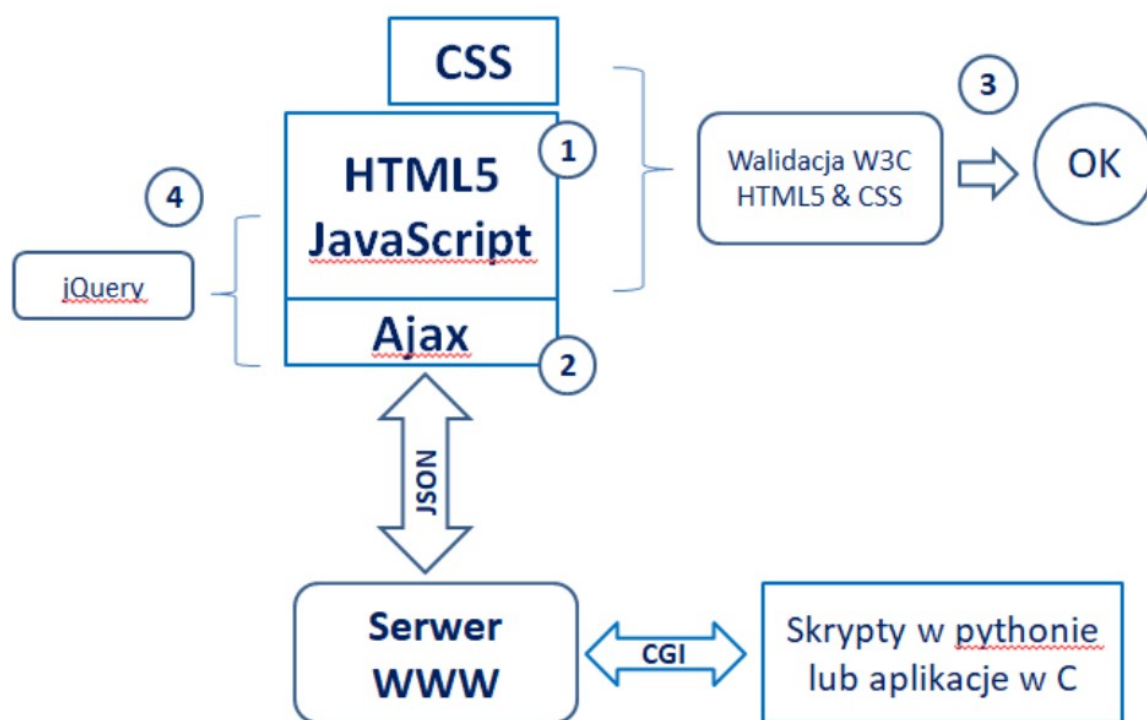 CSS
3
1
HTML5
JavaScript
Walidacja W3C
HTML5 & CSS
OK
4
jQuery
Ajax
2
JSON
Serwer
WWW
CGI
Skrypty w pythonie
lub aplikacje w C